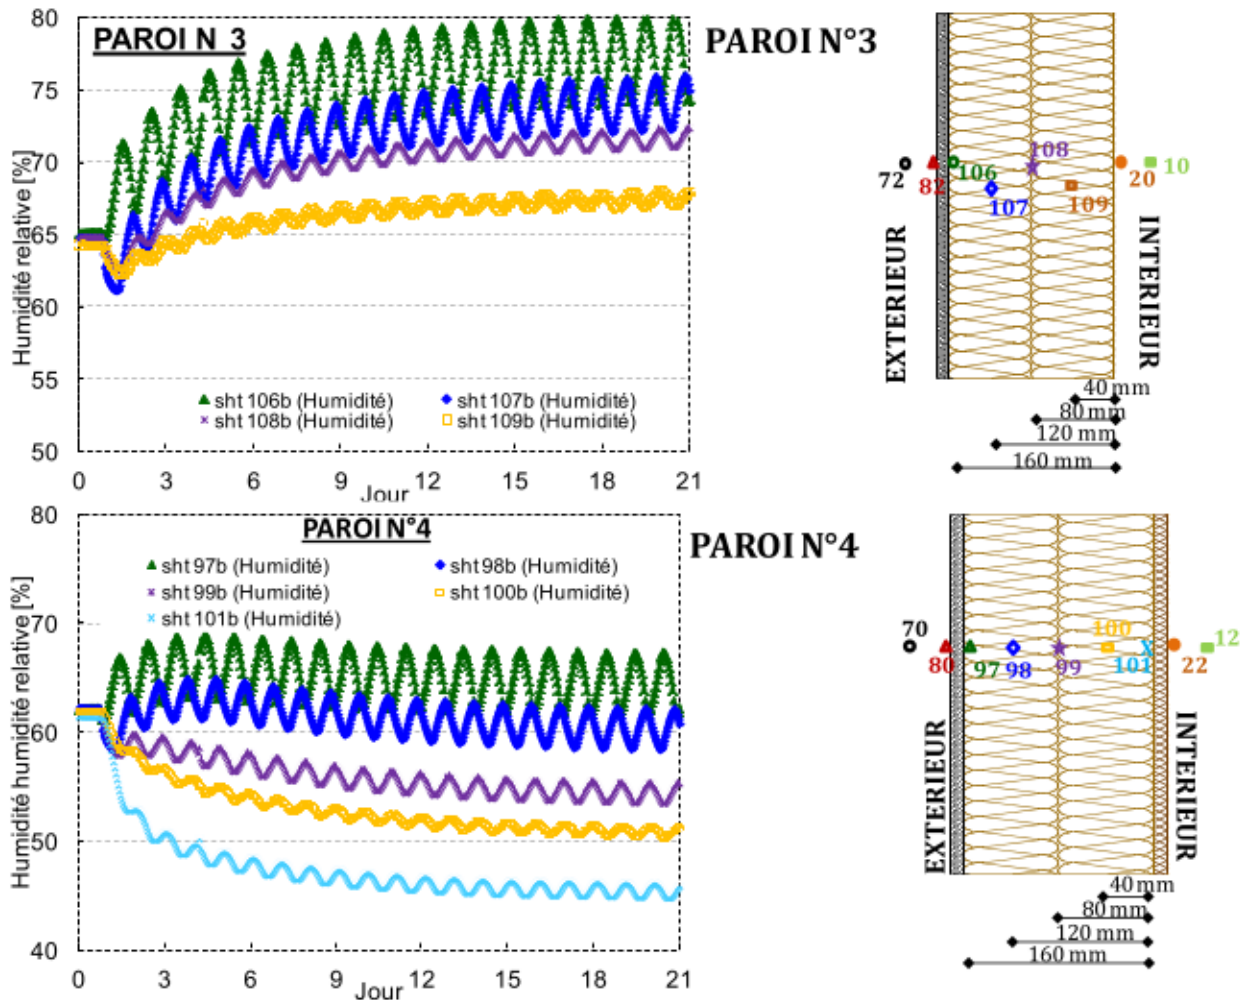 PAROI N 3
Humidité relative [%]
80
75
70
65
60
55
50
sht 106b (Humidité)
sht 107b (Humidité)
sht 108b (Humidité)
sht 109b (Humidité)
0 3 6 9 12 15 18 21
Jour
PAROI N°3
72
82
106
107
108
109
20
10
EXTERIEUR
INTERIEUR
40 mm
80 mm
120 mm
160 mm
PAROI N°4
Humidité humidité relative [%]
80
70
60
50
40
sht 97b (Humidité)
sht 98b (Humidité)
sht 99b (Humidité)
sht 100b (Humidité)
sht 101b (Humidité)
0 3 6 9 12 15 18 21
Jour
PAROI N°4
70
80
97
98
99
100
101
22
12
EXTERIEUR
INTERIEUR
40 mm
80 mm
120 mm
160 mm